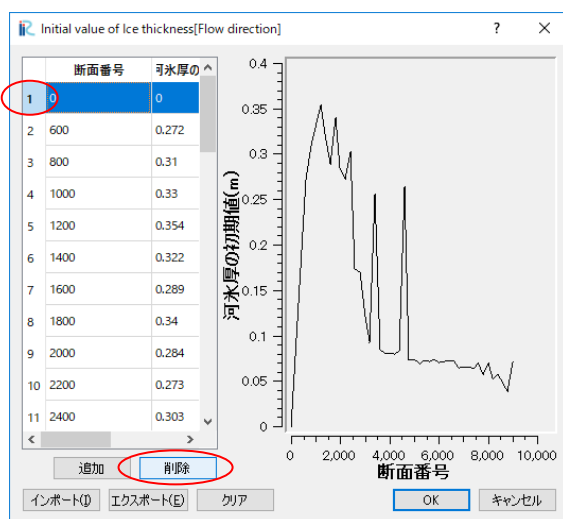 Initial value of Ice thickness[Flow direction] ? ×
断面番号 可氷厚の
1 0 0
2 600 0.272
3 800 0.31
4 1000 0.33
5 1200 0.354
6 1400 0.322
7 1600 0.289
8 1800 0.34
9 2000 0.284
10 2200 0.273
11 2400 0.303
追加 削除
0.4
0.35
0.3
0.25
0.2
0.15
0.1
0.05
0
河氷厚の初期値(m)
0 2,000 4,000 6,000 8,000 10,000
断面番号
インポート(I) エクスポート(E) クリア OK キャンセル